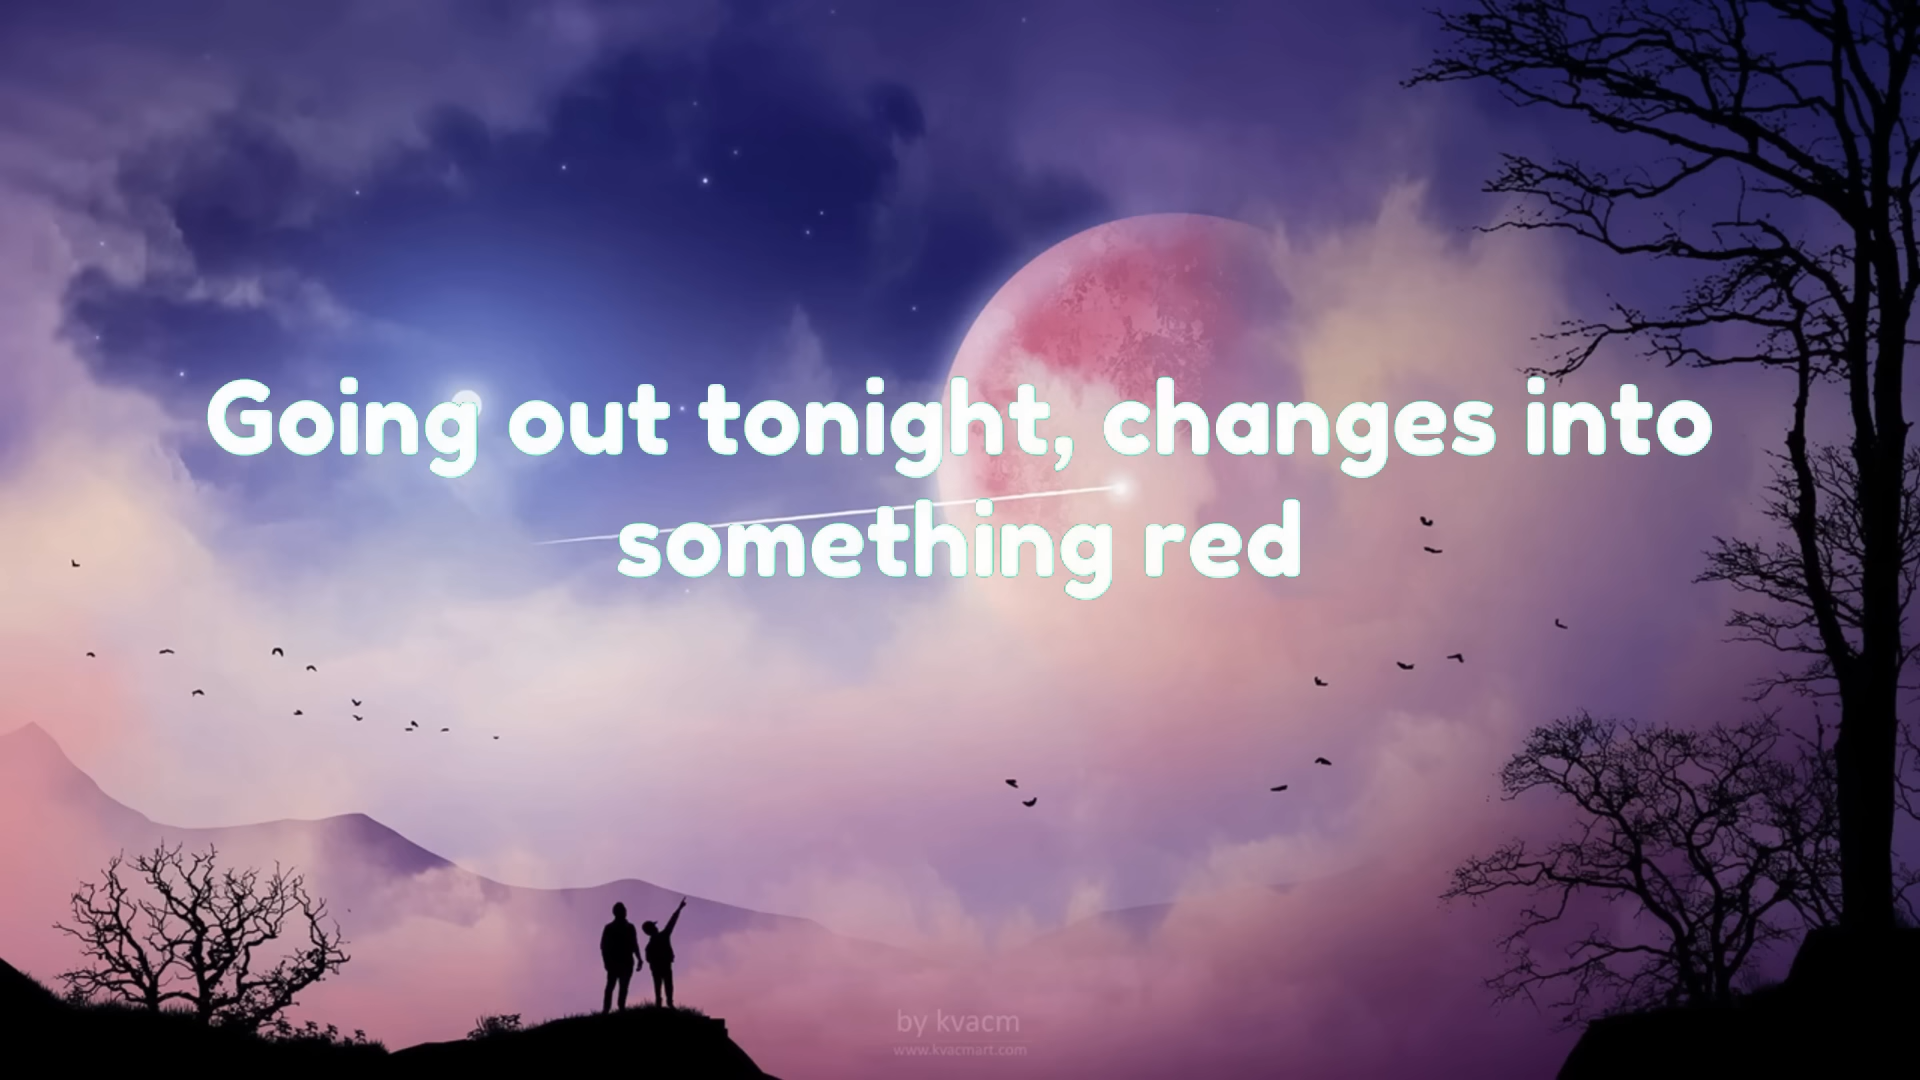 Going out tonight, changes into
something red
by kvacm
www.kvacmart.com